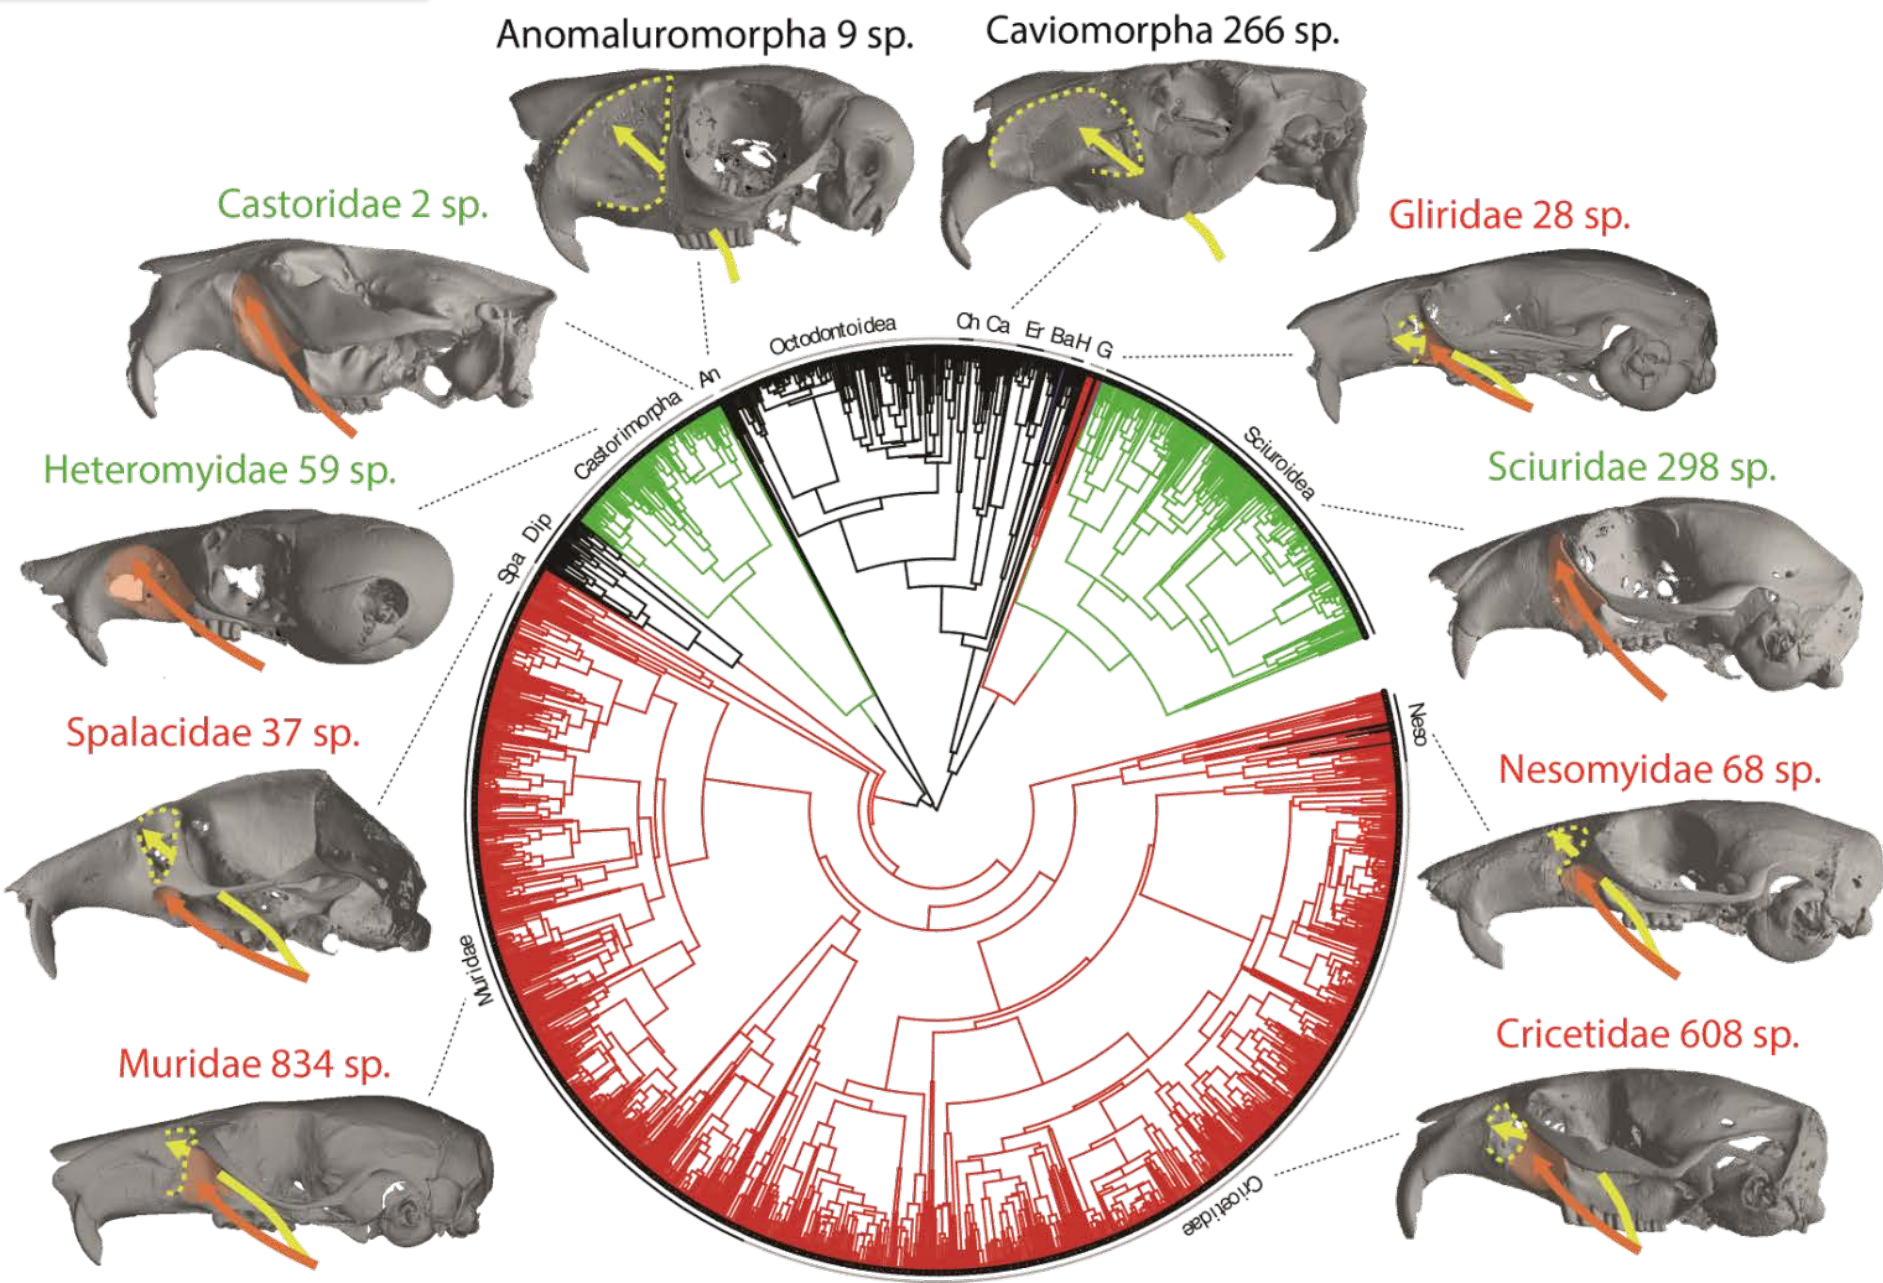 Anomaluromorpha 9 sp.
Caviomorpha 266 sp.
Castoridae 2 sp.
Gliridae 28 sp.
Octodontoidea
Ch Ca Er Ba H G
An
Castorimorpha
Sciuroidea
Heteromyidae 59 sp.
Sciuridae 298 sp.
Spa Dip
Spalacidae 37 sp.
Neso
Nesomyidae 68 sp.
Muridae
Muridae 834 sp.
Cricetidae 608 sp.
Cricetidae